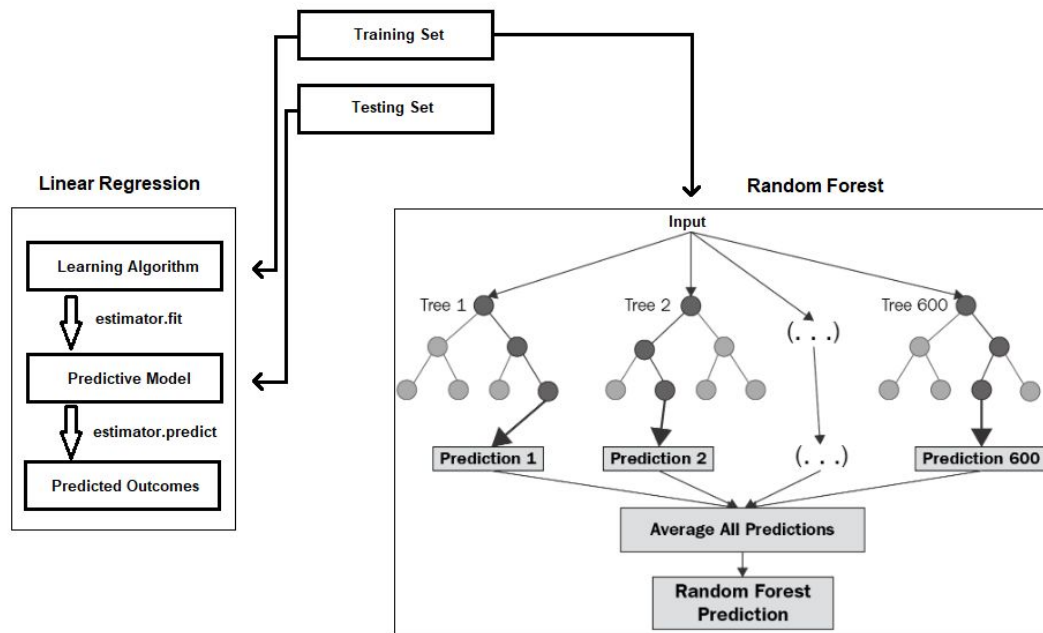 Training Set
Testing Set
Linear Regression
Learning Algorithm
estimator.fit
Predictive Model
estimator.predict
Predicted Outcomes
Random Forest
Input
Tree 1
Tree 2
Tree 600
(. . .)
(. . .)
Prediction 1
Prediction 2
Prediction 600
Average All Predictions
Random Forest
Prediction